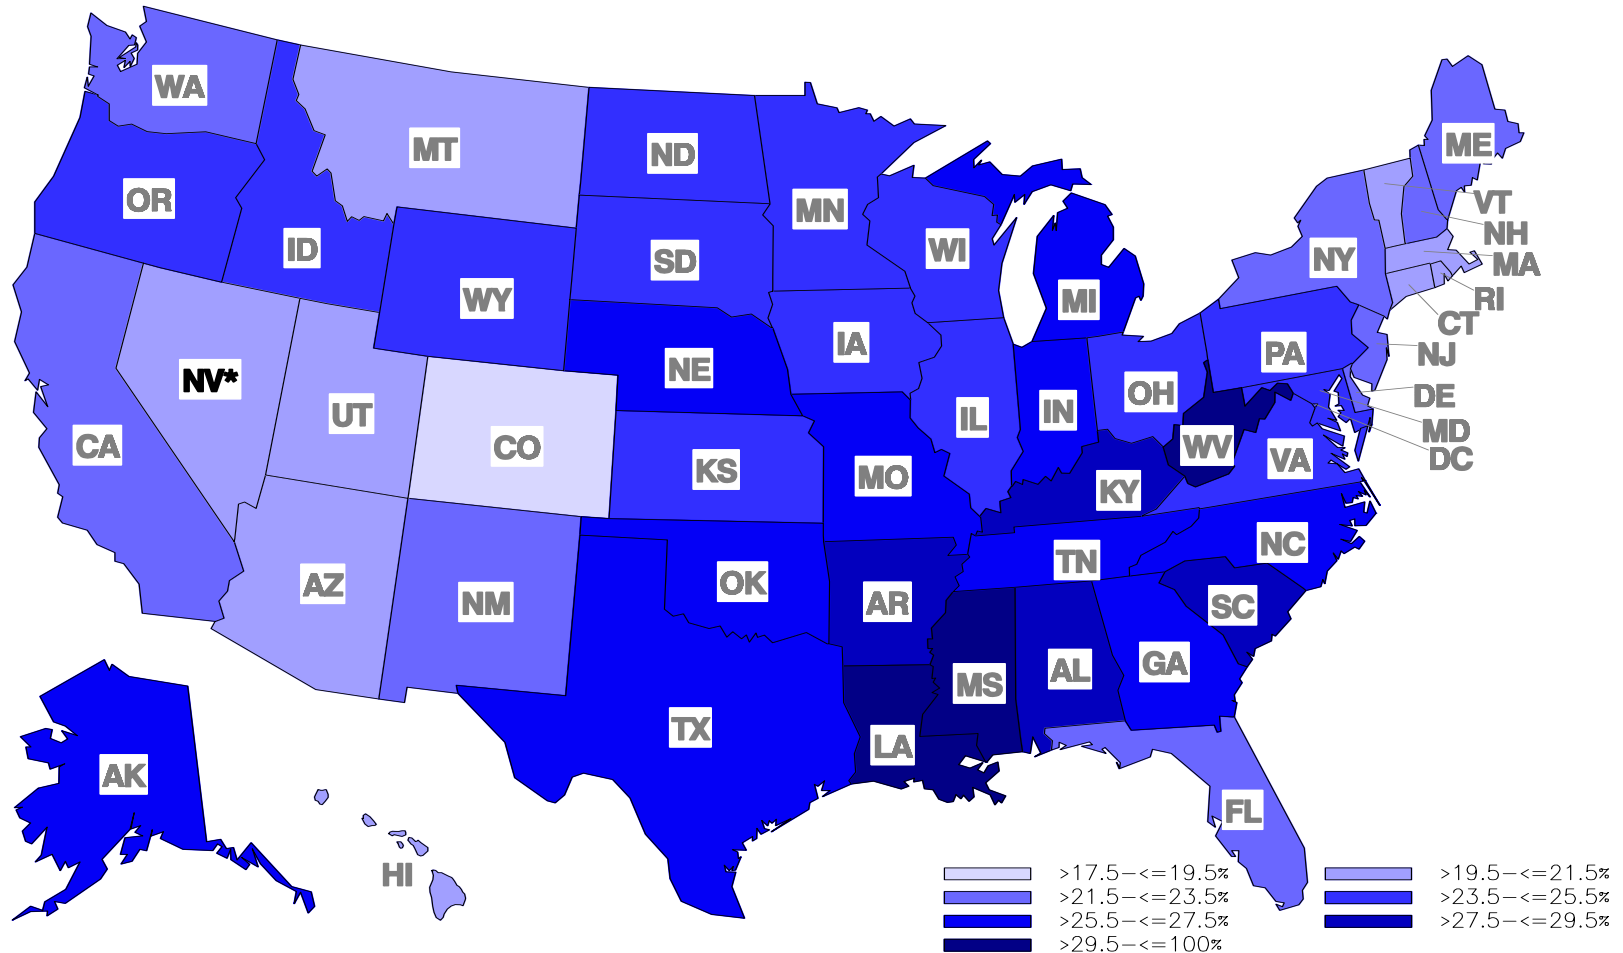 WA
MT
ND
ME
OR
MN
VT
ID
WI
NH
SD
NY
MA
WY
MI
RI
CT
IA
PA
NJ
NV*
NE
OH
DE
UT
IN
IL
MD
CA
CO
WV
VA
DC
KS
MO
KY
NC
TN
AZ
OK
NM
AR
SC
GA
AL
MS
TX
LA
AK
FL
HI
>17.5-<=19.5% >19.5-<=21.5%
>21.5-<=23.5% >23.5-<=25.5%
>25.5-<=27.5% >27.5-<=29.5%
>29.5-<=100%